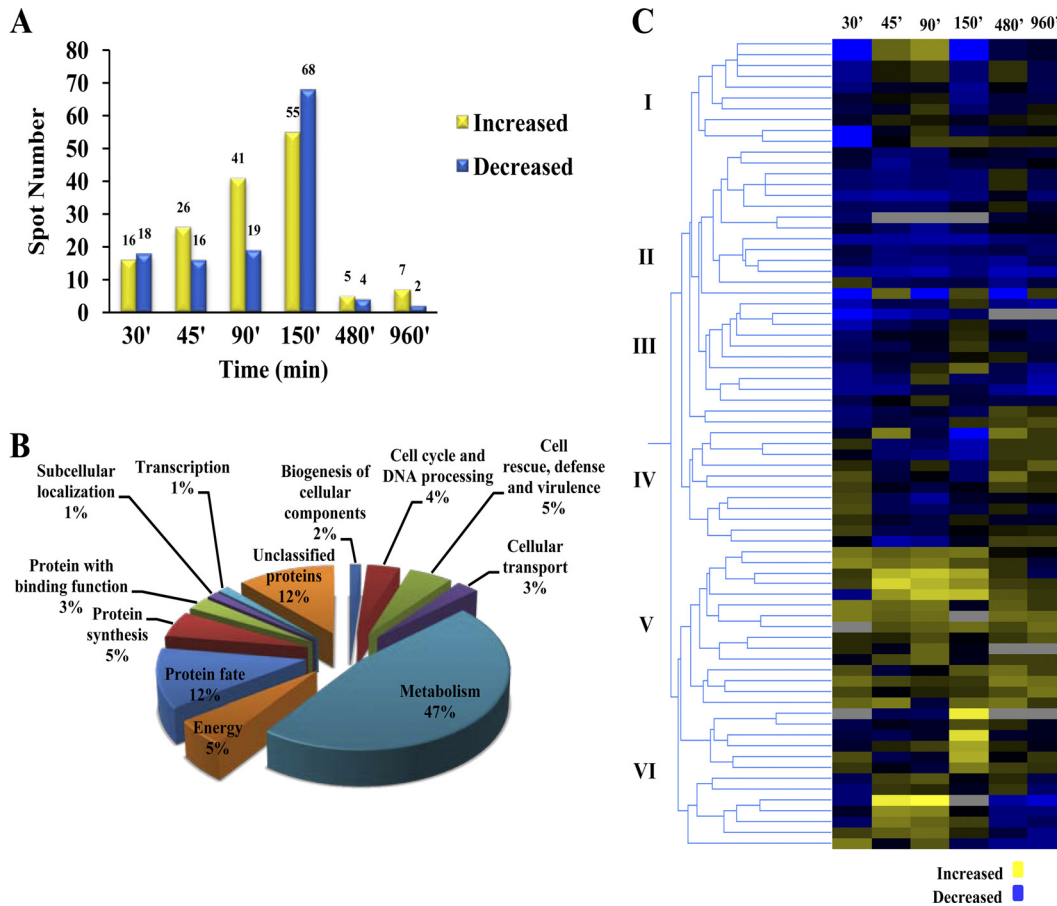 A
80
70
60
50
40
30
20
10
0
Spot Number
16
18
26
16
41
19
55
68
5
4
7
2
30'
45'
90'
150'
480'
960'
Time (min)
Increased
Decreased
B
Subcellular
localization
1%
Transcription
1%
Biogenesis of
cellular
components
2%
Cell cycle and
DNA processing
4%
Cell
rescue, defense
and virulence
5%
Cellular
transport
3%
Protein with
binding function
3%
Protein
synthesis
5%
Unclassified
proteins
12%
Protein fate
12%
Energy
5%
Metabolism
47%
C
30'
45'
90'
150'
480'
960'
I
II
III
IV
V
VI
Increased
Decreased